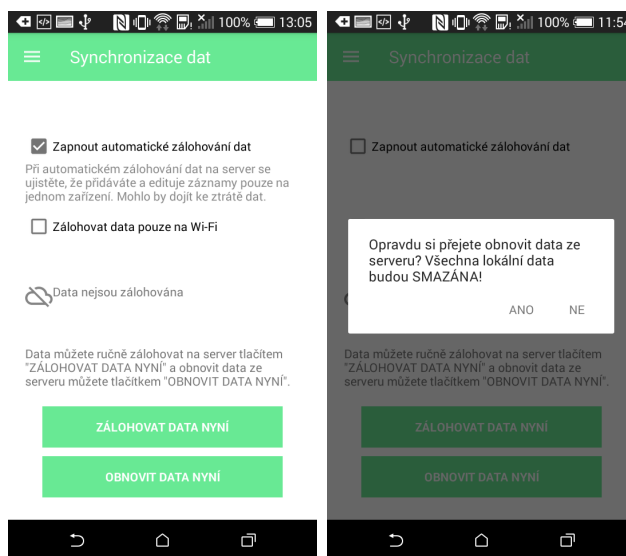 100% 13:05
Synchronizace dat
Zapnout automatické zálohování dat
Při automatickém zálohování dat na server se
ujistěte, že přidáváte a edituje záznamy pouze na
jednom zařízení. Mohlo by dojít ke ztrátě dat.
Zálohovat data pouze na Wi-Fi
Data nejsou zálohována
Data můžete ručně zálohovat na server tlačítem
"ZÁLOHOVAT DATA NYNÍ" a obnovit data ze
serveru můžete tlačítkem "OBNOVIT DATA NYNÍ".
ZÁLOHOVAT DATA NYNÍ
OBNOVIT DATA NYNÍ
100% 11:54
Synchronizace dat
Zapnout automatické zálohování dat
Opravdu si přejete obnovit data ze
serveru? Všechna lokální data
budou SMAZÁNA!
ANO NE
Data můžete ručně zálohovat na server tlačítem
"ZÁLOHOVAT DATA NYNÍ" a obnovit data ze
serveru můžete tlačítkem "OBNOVIT DATA NYNÍ".
ZÁLOHOVAT DATA NYNÍ
OBNOVIT DATA NYNÍ